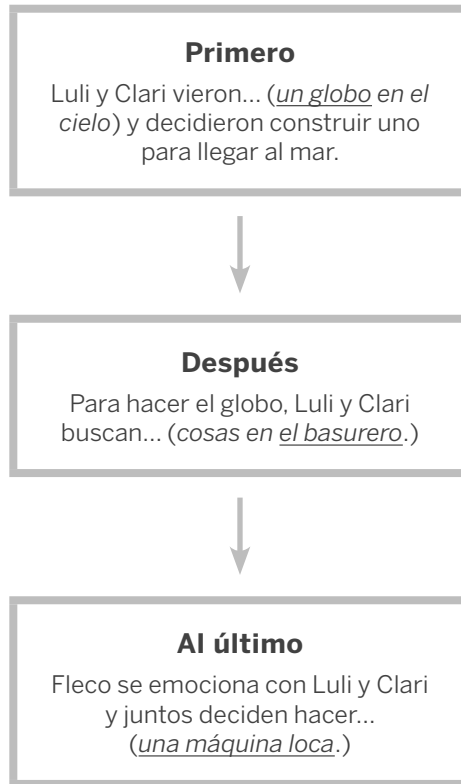 Primero
Luli y Clari vieron... (un globo en el
cielo) y decidieron construir uno
para llegar al mar.
Después
Para hacer el globo, Luli y Clari
buscan... (cosas en el basurero.)
Al último
Fleco se emociona con Luli y Clari
y juntos deciden hacer...
(una máquina loca.)